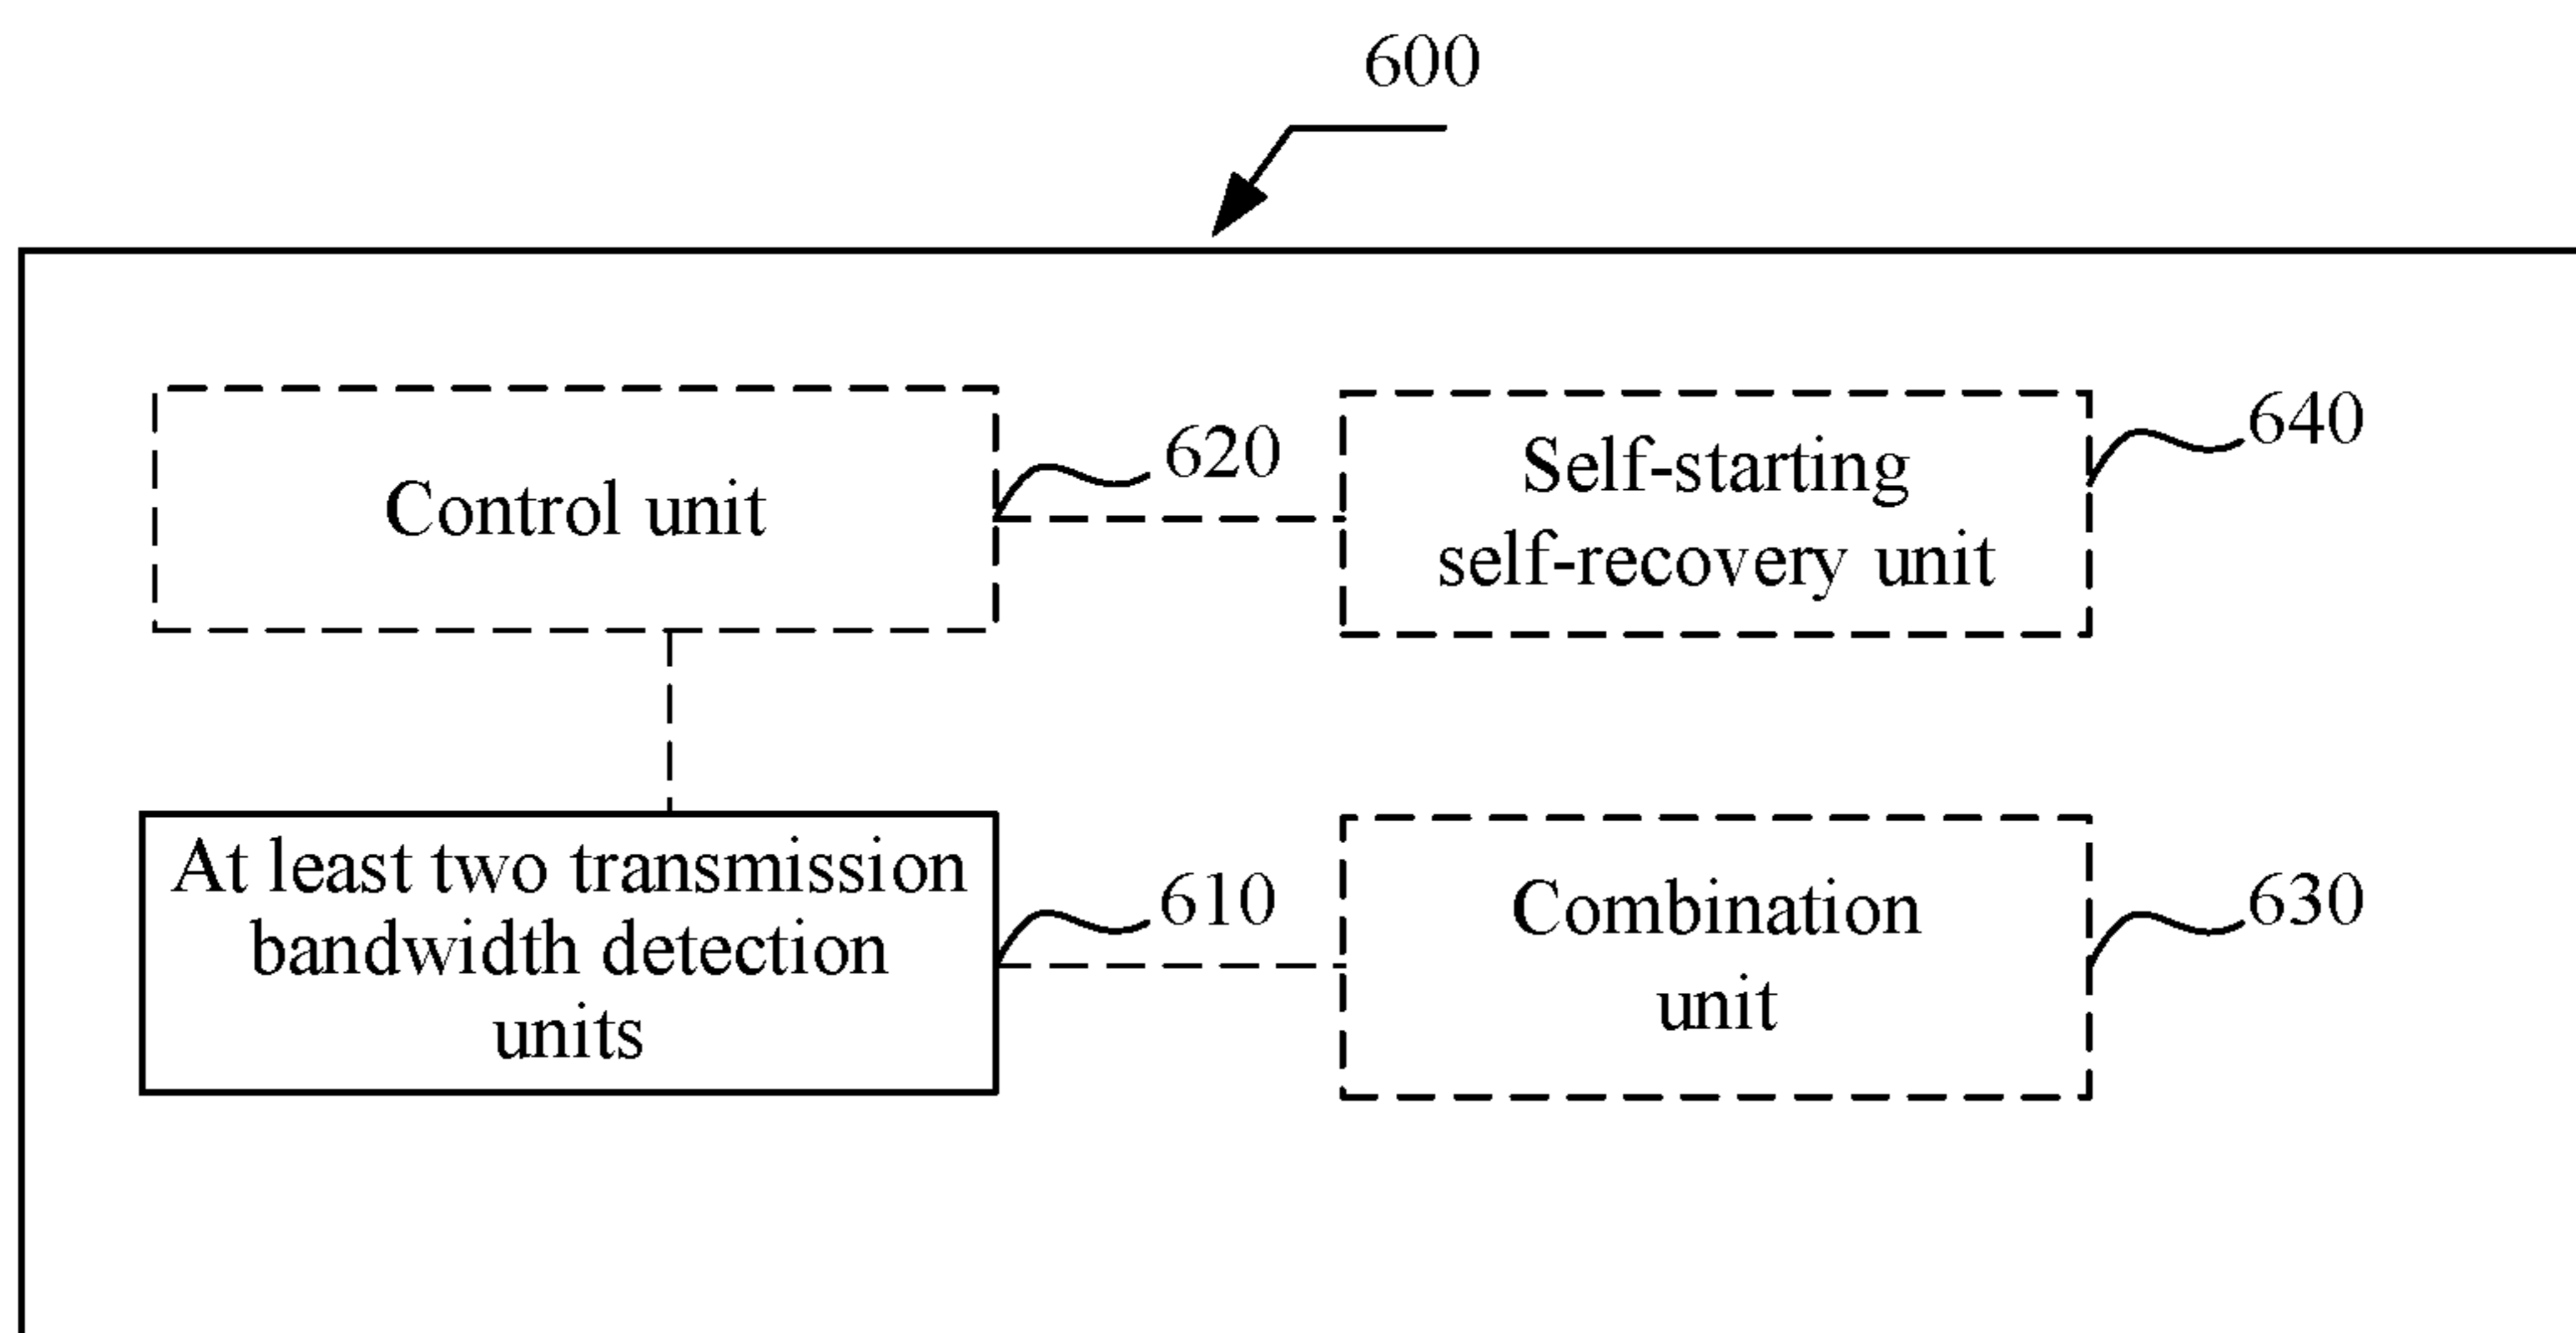 600
Control unit
620
Self-starting
self-recovery unit
640
At least two transmission
bandwidth detection
units
610
Combination
unit
630